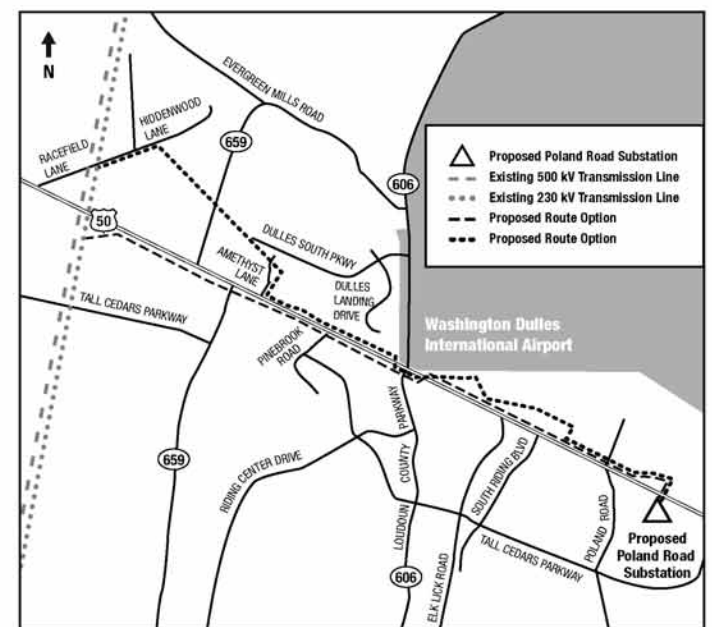 N
EVERGREEN MILLS ROAD
HIDDENWOOD
LANE
RACEFIELD
LANE
659
606
50
Proposed Poland Road Substation
Existing 500 kV Transmission Line
Existing 230 kV Transmission Line
Proposed Route Option
Proposed Route Option
DULLES SOUTH PKWY
AMETHYST
LANE
DULLES
LANDING
DRIVE
TALL CEDARS PARKWAY
PINEBROOK
ROAD
Washington Dulles
International Airport
659
RIDING CENTER DRIVE
LOUDOUN COUNTY PARKWAY
606
ELK LICK ROAD
SOUTH RIDING BLVD
TALL CEDARS PARKWAY
POLAND ROAD
Proposed
Poland Road
Substation